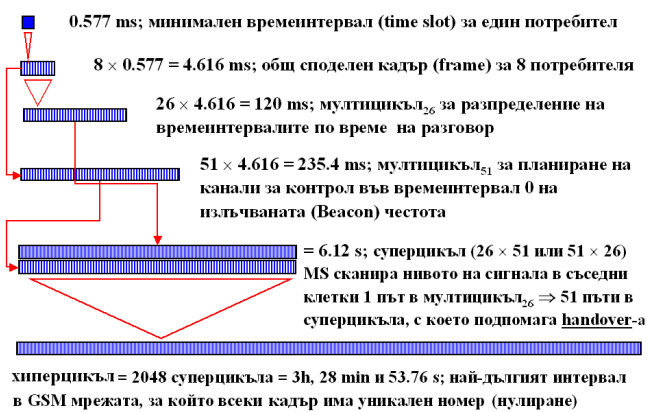 0.577 ms; минимален времеинтервал (time slot) за един потребител
8 × 0.577 = 4.616 ms; общ споделен кадър (frame) за 8 потребителя
26 × 4.616 = 120 ms; мултицикъл26 за разпределение на
времеинтервалите по време на разговор
51 × 4.616 = 235.4 ms; мултицикъл51 за планиране на
канали за контрол във времеинтервал 0 на
излъчваната (Beacon) честота
= 6.12 s; суперцикъл (26 × 51 или 51 × 26)
MS сканира нивото на сигнала в съседни
клетки 1 път в мултицикъл26 ⇒ 51 пъти в
суперцикъла, с което подпомага handover-а
хиперцикъл = 2048 суперцикъла = 3h, 28 min и 53.76 s; най-дългият интервал
в GSM мрежата, за който всеки кадър има уникален номер (нулиране)